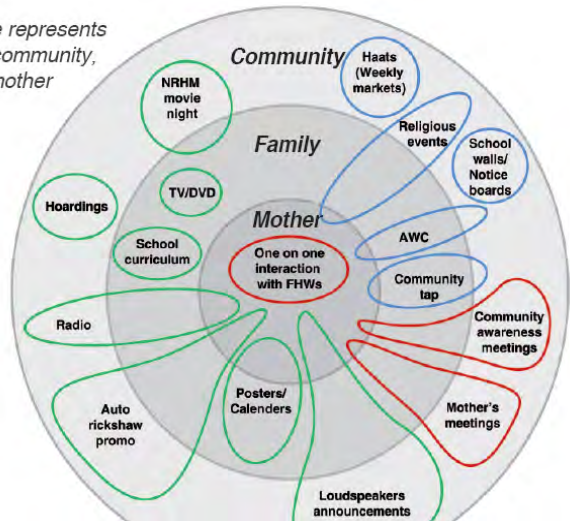 e represents
community,
nother
Community
Haats
(Weekly
markets)
NRHM
movie
night
Religious
events
Family
School
walls/
Notice
boards
TV/DVD
Hoardings
Mother
AWC
School
curriculum
One on one
interaction
with FHWs
Community
tap
Radio
Community
awareness
meetings
Posters/
Calenders
Auto
rickshaw
promo
Mother's
meetings
Loudspeakers
announcements